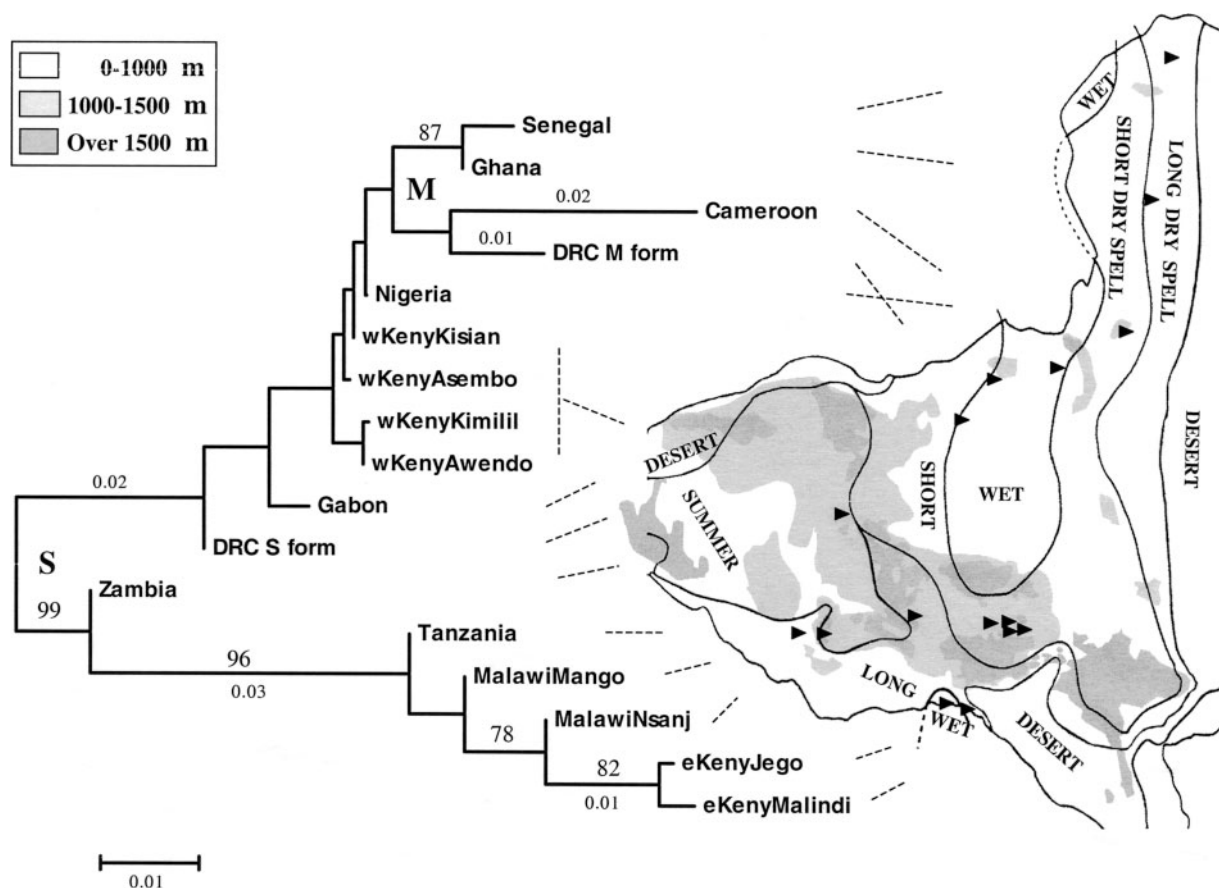 0-1000 m
1000-1500 m
Over 1500 m
87
Senegal
Ghana
M
0.02
Cameroon
0.01
DRC M form
Nigeria
wKenyKisian
wKenyAsembo
wKenyKimilil
wKenyAwendo
0.02
Gabon
DRC S form
S
99
Zambia
96
0.03
Tanzania
MalawiMango
78
MalawiNsanj
82
0.01
eKenyJego
eKenyMalindi
0.01
WET
SHORT DRY SPELL
LONG DRY SPELL
DESERT
DESERT
SUMMER
SHORT
WET
LONG
WET
DESERT